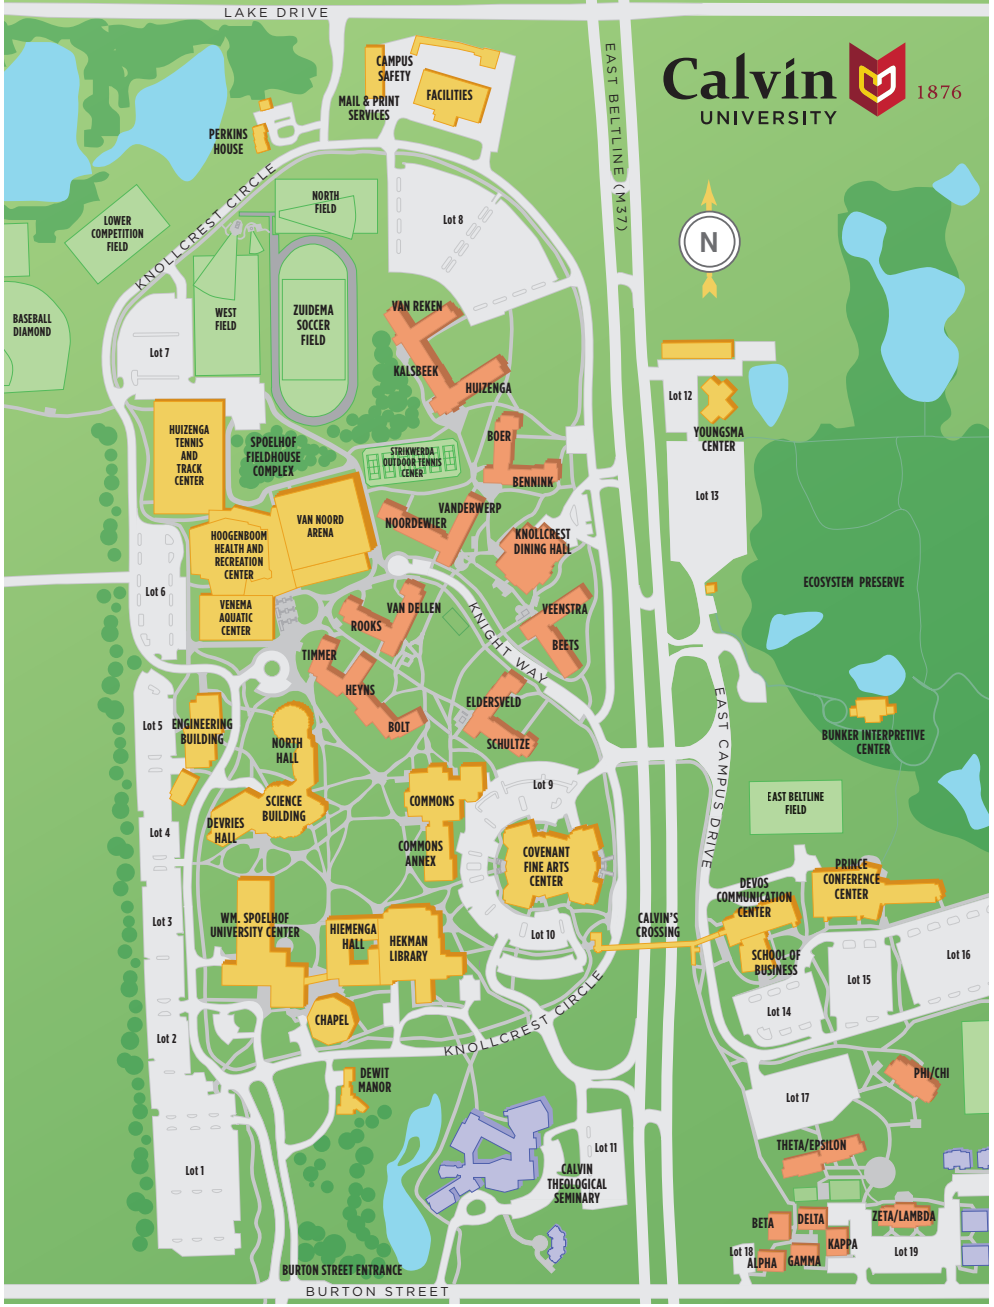 LAKE DRIVE
EAST BELTLINE (M37)
Calvin
UNIVERSITY
1876
CAMPUS
SAFETY
FACILITIES
MAIL & PRINT
SERVICES
PERKINS
HOUSE
KNOLLCREST CIRCLE
NORTH
FIELD
LOWER
COMPETITION
FIELD
Lot 8
N
BASEBALL
DIAMOND
WEST
FIELD
ZUIDEMA
SOCCER
FIELD
VAN REKEN
Lot 7
KALSBEEK
HUIZENGA
Lot 12
YOUNGSMA
CENTER
HUIZENGA
TENNIS
AND
TRACK
CENTER
SPOELHOF
FIELDHOUSE
COMPLEX
BOER
STRIKWERDA
OUTDOOR TENNIS
CENER
BENNINK
Lot 13
VANDERWERP
NOORDEWIER
VAN NOORD
ARENA
KNOLLCREST
DINING HALL
HOOGENBOOM
HEALTH AND
RECREATION
CENTER
ECOSYSTEM PRESERVE
Lot 6
VENEMA
AQUATIC
CENTER
VAN DELLEN
ROOKS
KNIGHT WAY
VEENSTRA
BEETS
TIMMER
HEYNS
ELDERSVELD
BOLT
SCHULTZE
EAST CAMPUS DRIVE
Lot 5
ENGINEERING
BUILDING
NORTH
HALL
BUNKER INTERPRETIVE
CENTER
Lot 9
COMMONS
SCIENCE
BUILDING
DEVRIES
HALL
Lot 4
EAST BELTLINE
FIELD
COMMONS
ANNEX
COVENANT
FINE ARTS
CENTER
PRINCE
CONFERENCE
CENTER
DEVOS
COMMUNICATION
CENTER
Lot 3
WM. SPOELHOF
UNIVERSITY CENTER
HIEMENGA
HALL
HEKMAN
LIBRARY
Lot 10
CALVIN'S
CROSSING
SCHOOL OF
BUSINESS
Lot 16
Lot 15
Lot 14
CHAPEL
KNOLLCREST CIRCLE
Lot 2
DEWIT
MANOR
PHI/CHI
Lot 17
THETA/EPSILON
Lot 11
CALVIN
THEOLOGICAL
SEMINARY
Lot 1
BETA
DELTA
ZETA/LAMBDA
KAPPA
Lot 18
ALPHA
GAMMA
Lot 19
BURTON STREET ENTRANCE
BURTON STREET